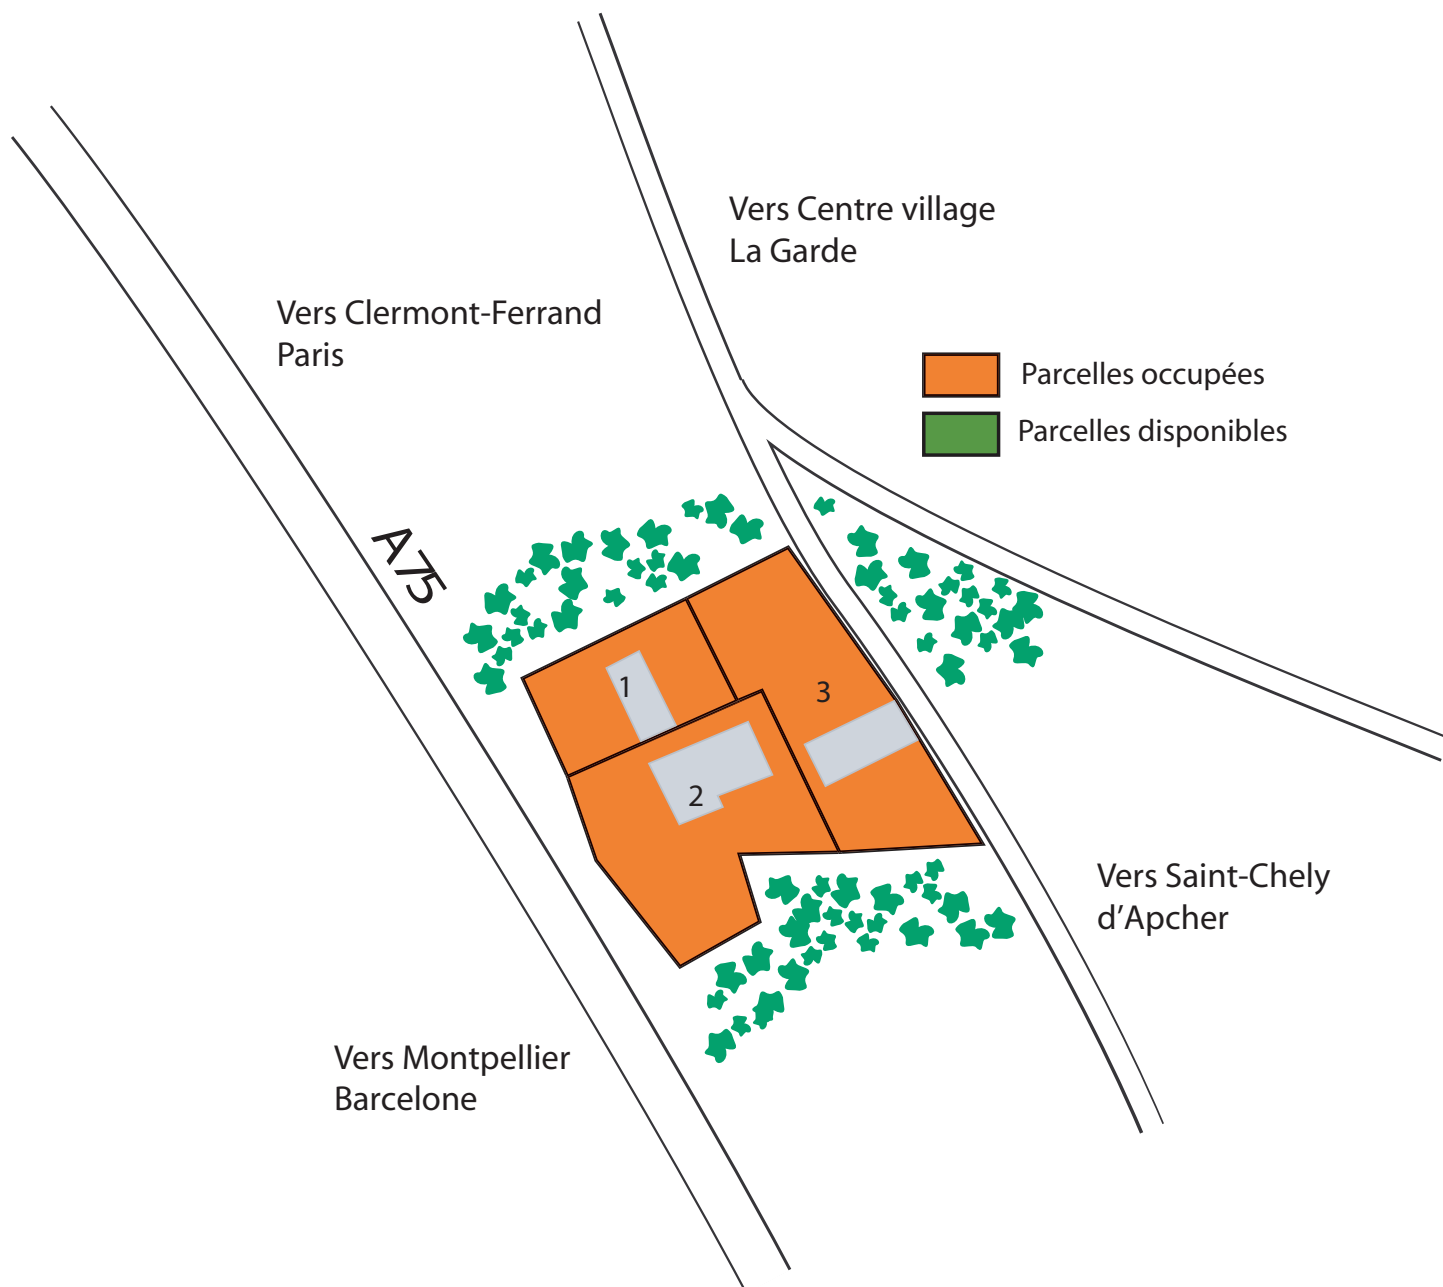 Vers Centre village
La Garde
Vers Clermont-Ferrand
Paris
Parcelles occupées
Parcelles disponibles
A75
1
3
2
Vers Saint-Chely
d'Apcher
Vers Montpellier
Barcelone